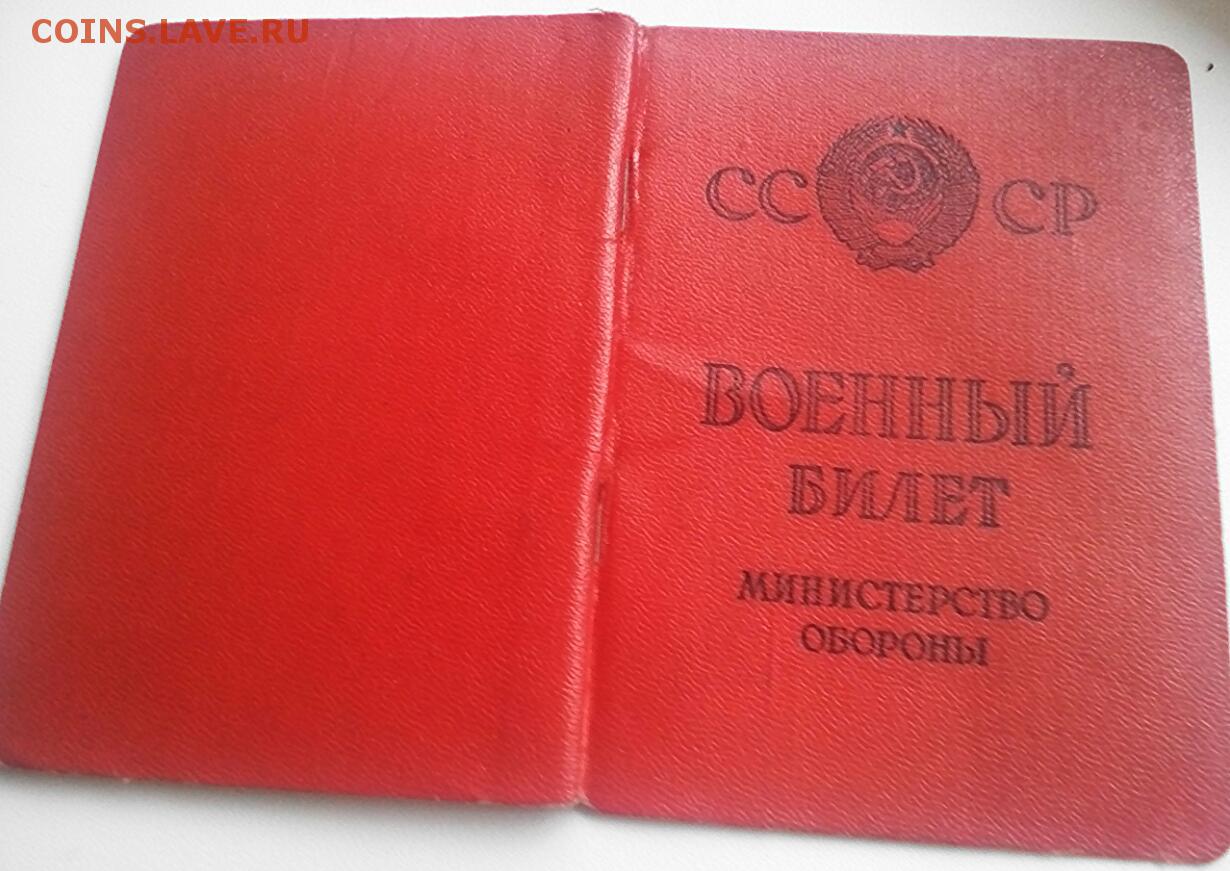 COINS.LAVE.RU
СС СР
ВОЕННЫЙ
БИЛЕТ
МИНИСТЕРСТВО
ОБОРОНЫ